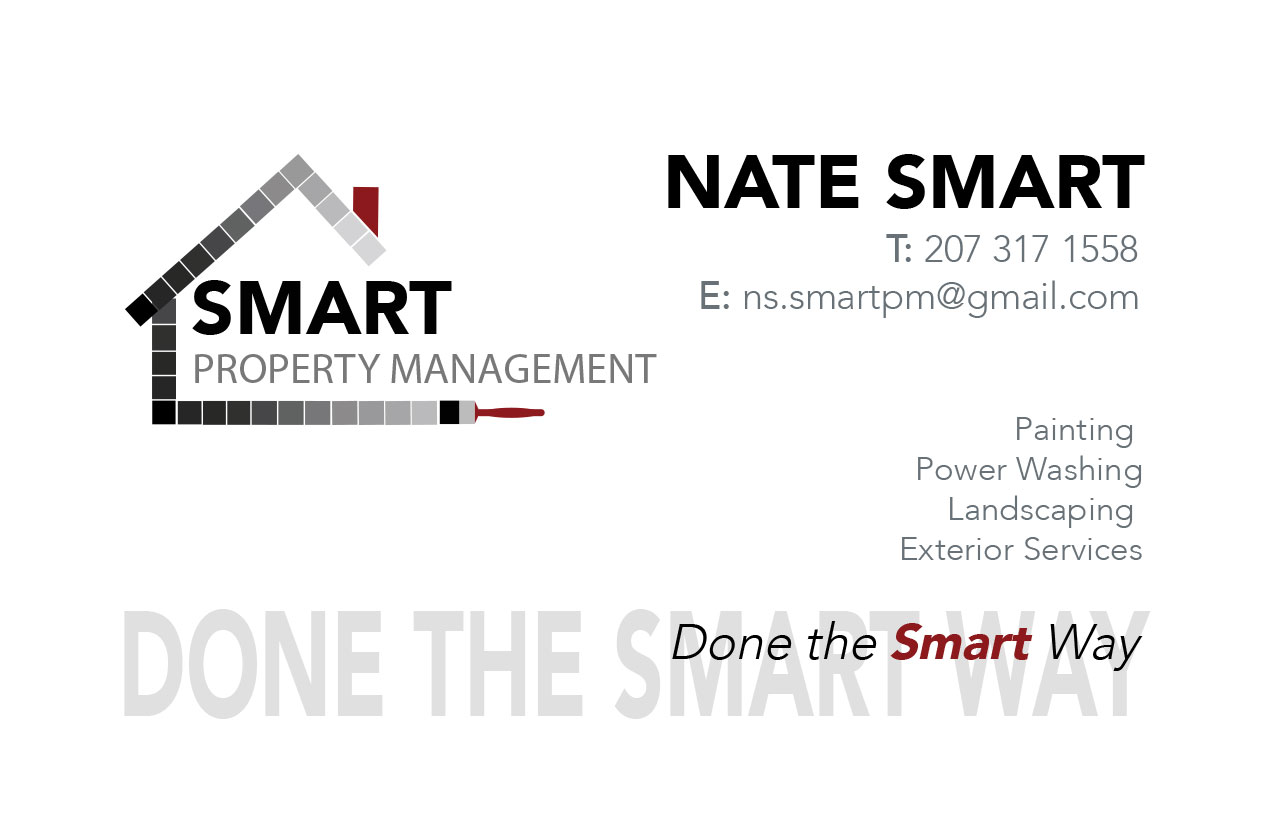 SMART
PROPERTY MANAGEMENT
NATE SMART
T: 207 317 1558
E: ns.smartpm@gmail.com
Painting
Power Washing
Landscaping
Exterior Services
DONE THE SMART WAY
Done the Smart Way